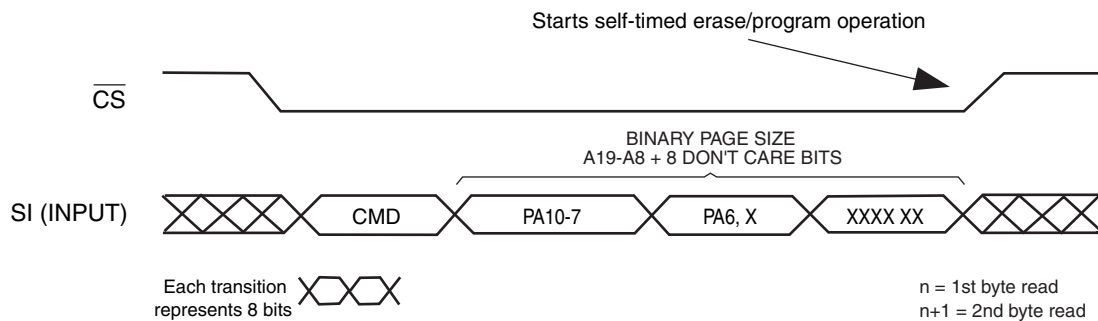 Starts self-timed erase/program operation
CS
BINARY PAGE SIZE
A19-A8 + 8 DON'T CARE BITS
SI (INPUT)
CMD
PA10-7
PA6, X
XXXX XX
Each transition
represents 8 bits
n = 1st byte read
n+1 = 2nd byte read